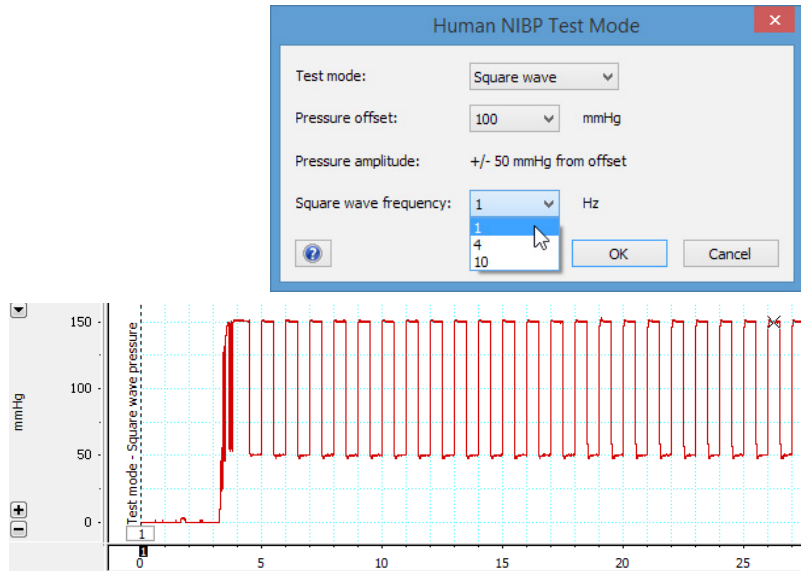 Human NIBP Test Mode
Test mode: Square wave
Pressure offset: 100 mmHg
Pressure amplitude: +/- 50 mmHg from offset
Square wave frequency: 1 Hz
1
4
10
OK Cancel
150
100
50
0
mmHg
Test mode - Square wave pressure
1
1
0 5 10 15 20 25